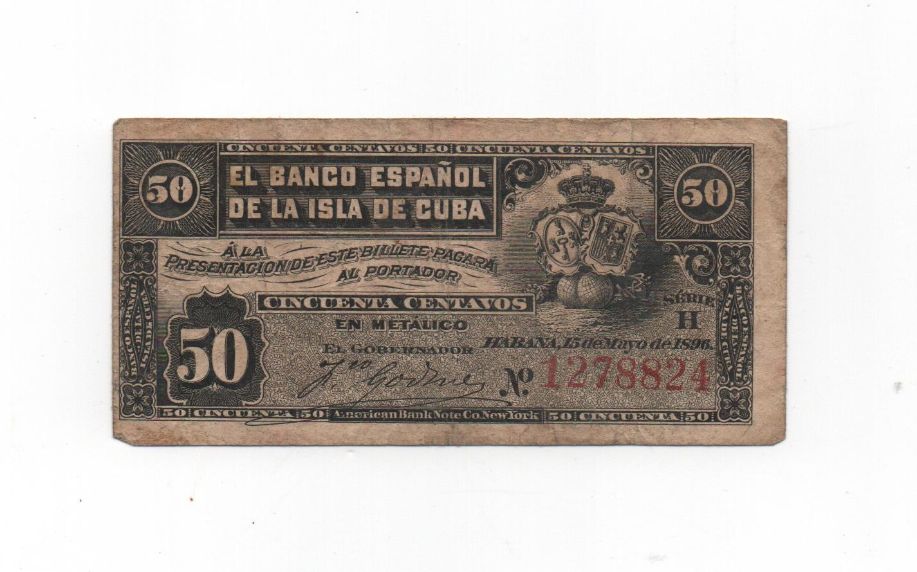 CINCUENTA CENTAVOS 50 CINCUENTA CENTAVOS
50
EL BANCO ESPAÑOL
DE LA ISLA DE CUBA
50
Á LA
PRESENTACION DE ESTE BILLETE PAGARÁ
AL PORTADOR
CINCUENTA CENTAVOS
EN METÁLICO
SÉRIE
H
50
EL GOBERNADOR
HABANA, 15 de Mayo de 1896.
Nº 1278824
50 CINCUENTA 50 American Bank Note Co. New York 50 CINCUENTA 50